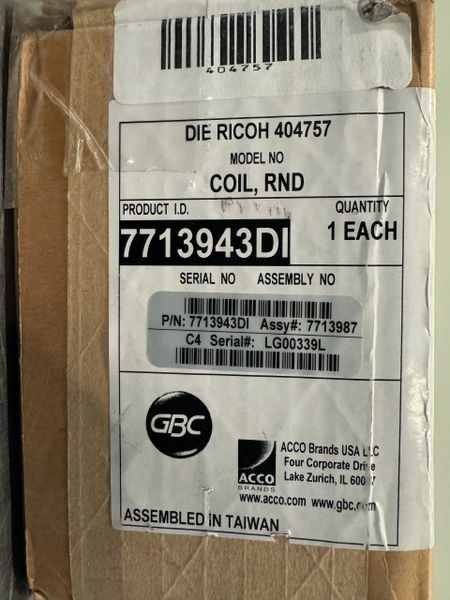 404757
DIE RICOH 404757
MODEL NO
COIL, RND
PRODUCT I.D.
QUANTITY
7713943DI
1 EACH
SERIAL NO ASSEMBLY NO
P/N: 7713943DI Assy#: 7713987
C4 Serial#: LG00339L
GBC
ACCO
BRANDS
ACCO Brands USA LLC
Four Corporate Drive
Lake Zurich, IL
www.acco.com www.gbc.com
ASSEMBLED IN TAIWAN